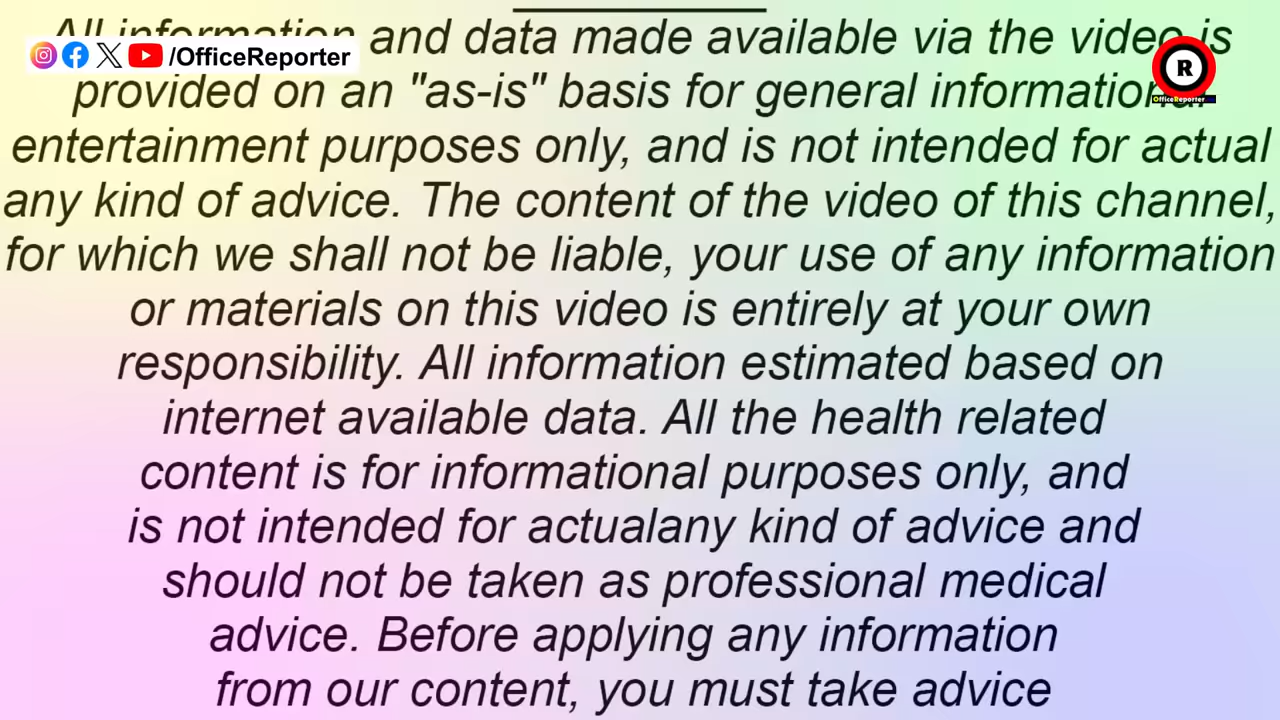 All information and data made available via the video is
/OfficeReporter
R
OfficeReporter
provided on an "as-is" basis for general informational
entertainment purposes only, and is not intended for actual
any kind of advice. The content of the video of this channel,
for which we shall not be liable, your use of any information
or materials on this video is entirely at your own
responsibility. All information estimated based on
internet available data. All the health related
content is for informational purposes only, and
is not intended for actualany kind of advice and
should not be taken as professional medical
advice. Before applying any information
from our content, you must take advice